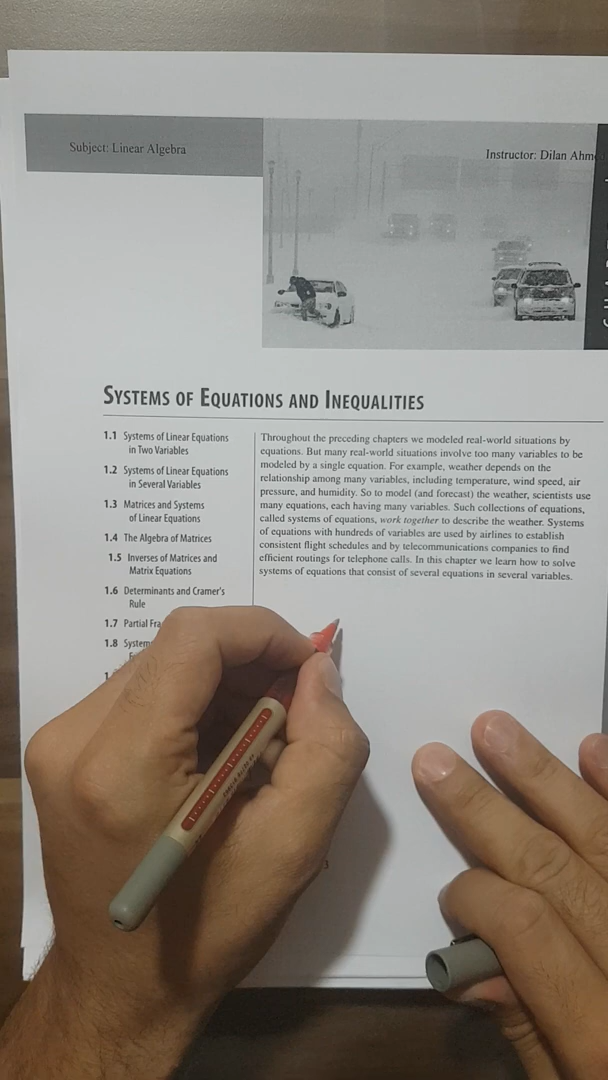 Subject: Linear Algebra
Instructor: Dilan Ahm
SYSTEMS OF EQUATIONS AND INEQUALITIES
1.1 Systems of Linear Equations
in Two Variables
1.2 Systems of Linear Equations
in Several Variables
1.3 Matrices and Systems
of Linear Equations
1.4 The Algebra of Matrices
1.5 Inverses of Matrices and
Matrix Equations
1.6 Determinants and Cramer's
Rule
1.7 Partial Fra
1.8 System
Throughout the preceding chapters we modeled real-world situations by
equations. But many real-world situations involve too many variables to be
modeled by a single equation. For example, weather depends on the
relationship among many variables, including temperature, wind speed, air
pressure, and humidity. So to model (and forecast) the weather, scientists use
many equations, each having many variables. Such collections of equations,
called systems of equations, work together to describe the weather. Systems
of equations with hundreds of variables are used by airlines to establish
consistent flight schedules and by telecommunications companies to find
efficient routings for telephone calls. In this chapter we learn how to solve
systems of equations that consist of several equations in several variables.
3